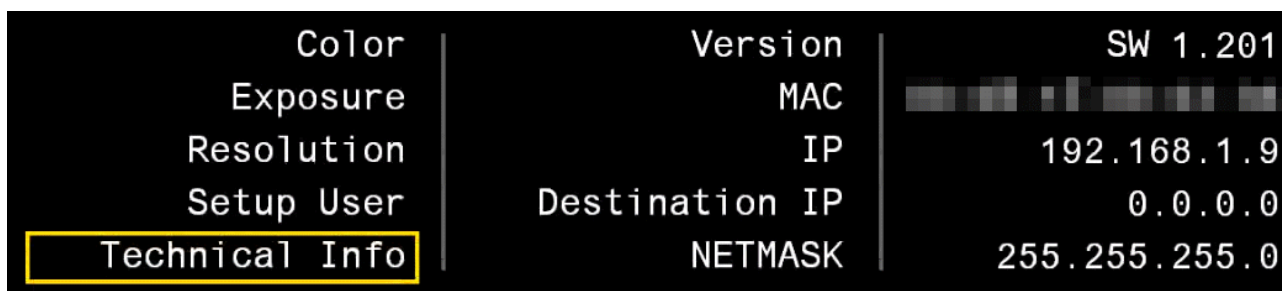 Color Version SW 1.201
Exposure MAC
Resolution IP 192.168.1.9
Setup User Destination IP 0.0.0.0
Technical Info NETMASK 255.255.255.0